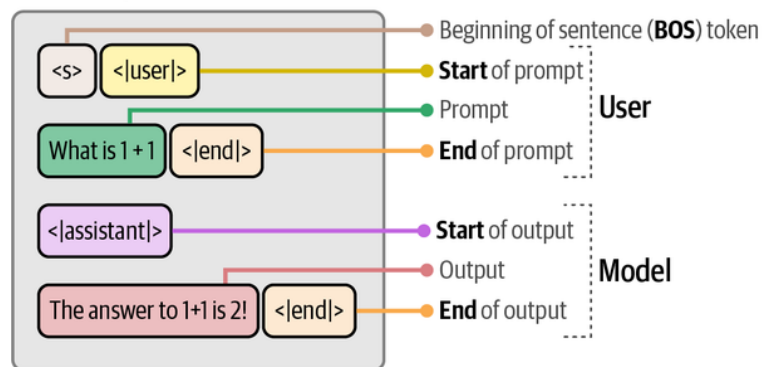 Beginning of sentence (BOS) token
<s> <|user|> Start of prompt
Prompt
User
What is 1 + 1 <|end|> End of prompt
<|assistant|> Start of output
Output
Model
The answer to 1+1 is 2! <|end|> End of output